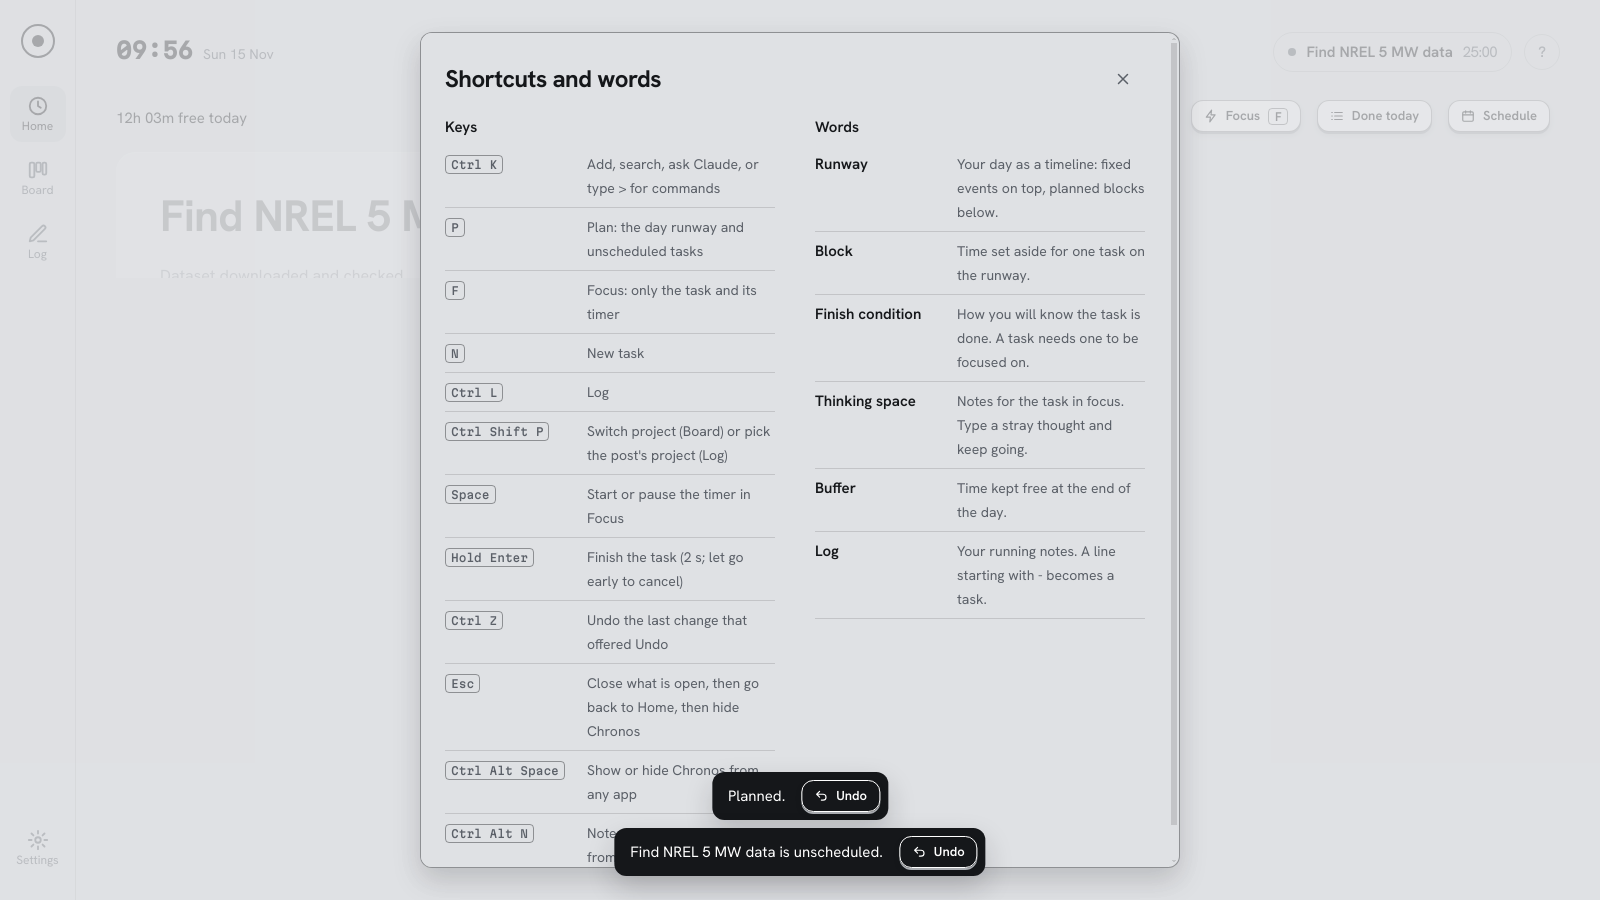 09:56 Sun 15 Nov
Find NREL 5 MW data 25:00
?
Home
Board
Log
Settings
12h 03m free today
Focus F
Done today
Schedule
Find NREL 5 M
Dataset downloaded and checked
Shortcuts and words
Keys
Ctrl K
Add, search, ask Claude, or
type > for commands
P
Plan: the day runway and
unscheduled tasks
F
Focus: only the task and its
timer
N
New task
Ctrl L
Log
Ctrl Shift P
Switch project (Board) or pick
the post's project (Log)
Space
Start or pause the timer in
Focus
Hold Enter
Finish the task (2 s; let go
early to cancel)
Ctrl Z
Undo the last change that
offered Undo
Esc
Close what is open, then go
back to Home, then hide
Chronos
Ctrl Alt Space
Show or hide Chronos from
any app
Ctrl Alt N
Note
from
Words
Runway
Your day as a timeline: fixed
events on top, planned blocks
below.
Block
Time set aside for one task on
the runway.
Finish condition
How you will know the task is
done. A task needs one to be
focused on.
Thinking space
Notes for the task in focus.
Type a stray thought and
keep going.
Buffer
Time kept free at the end of
the day.
Log
Your running notes. A line
starting with - becomes a
task.
Planned. Undo
Find NREL 5 MW data is unscheduled. Undo